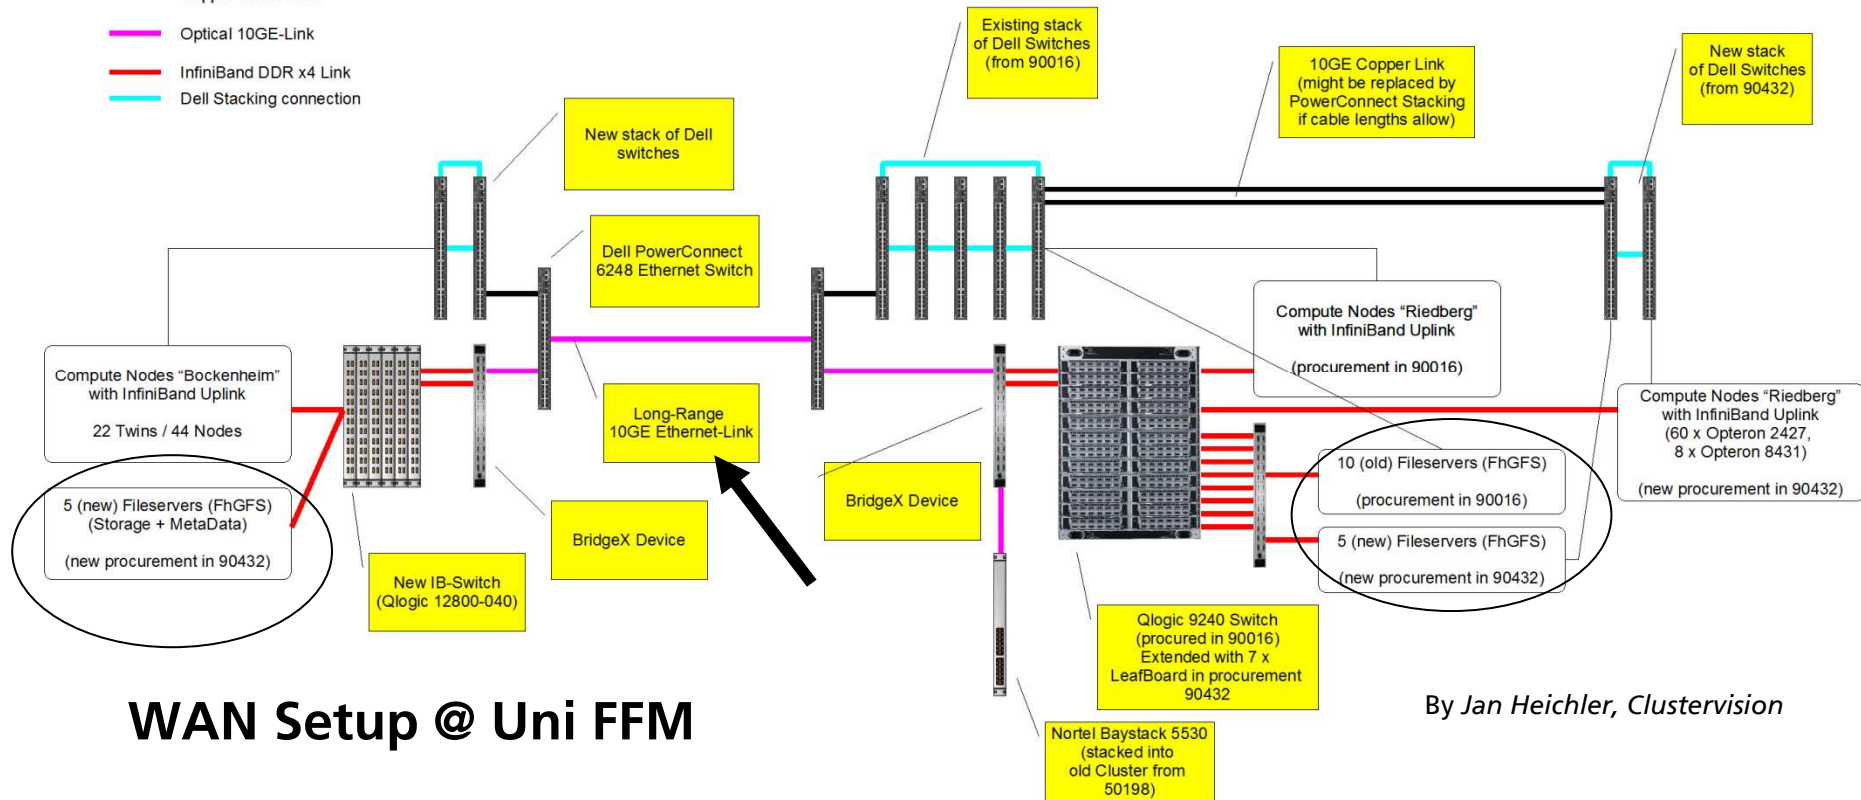 Optical 10GE-Link
InfiniBand DDR x4 Link
Dell Stacking connection
New stack of Dell
switches
Existing stack
of Dell Switches
(from 90016)
10GE Copper Link
(might be replaced by
PowerConnect Stacking
if cable lengths allow)
New stack
of Dell Switches
(from 90432)
Dell PowerConnect
6248 Ethernet Switch
Compute Nodes “Riedberg”
with InfiniBand Uplink
(procurement in 90016)
Compute Nodes “Bockenheim”
with InfiniBand Uplink
22 Twins / 44 Nodes
Long-Range
10GE Ethernet-Link
Compute Nodes “Riedberg”
with InfiniBand Uplink
(60 x Opteron 2427,
8 x Opteron 8431)
(new procurement in 90432)
5 (new) Fileservers (FhGFS)
(Storage + MetaData)
(new procurement in 90432)
BridgeX Device
BridgeX Device
10 (old) Fileservers (FhGFS)
(procurement in 90016)
5 (new) Fileservers (FhGFS)
(new procurement in 90432)
New IB-Switch
(Qlogic 12800-040)
Qlogic 9240 Switch
(procured in 90016)
Extended with 7 x
LeafBoard in procurement
90432
WAN Setup @ Uni FFM
By Jan Heichler, Clustervision
Nortel Baystack 5530
(stacked into
old Cluster from
50198)